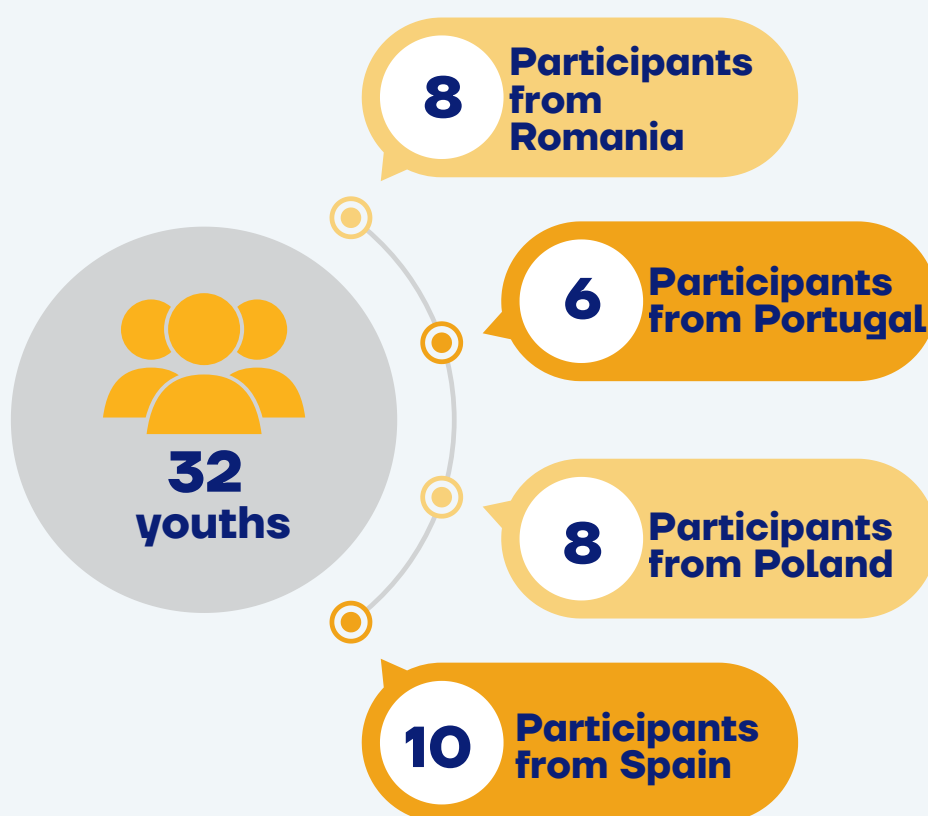 8
Participants
from
Romania
6
Participants
from Portugal
32
youths
8
Participants
from Poland
10
Participants
from Spain